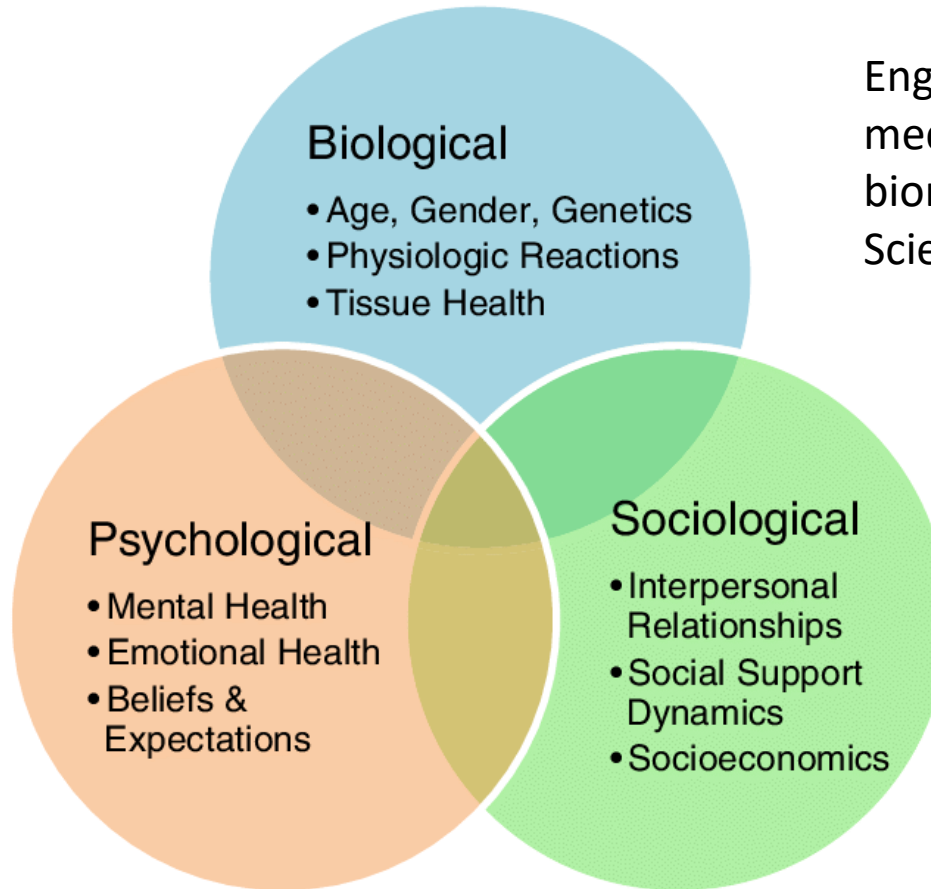 Biological
• Age, Gender, Genetics
• Physiologic Reactions
• Tissue Health
Psychological
• Mental Health
• Emotional Health
• Beliefs &
Expectations
Sociological
• Interpersonal
Relationships
• Social Support
Dynamics
• Socioeconomics